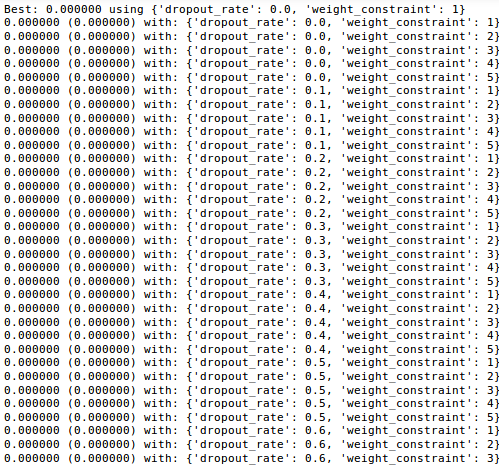 Best: 0.000000 using {'dropout_rate': 0.0, 'weight_constraint': 1}
0.000000 (0.000000) with: {'dropout_rate': 0.0, 'weight_constraint': 1}
0.000000 (0.000000) with: {'dropout_rate': 0.0, 'weight_constraint': 2}
0.000000 (0.000000) with: {'dropout_rate': 0.0, 'weight_constraint': 3}
0.000000 (0.000000) with: {'dropout_rate': 0.0, 'weight_constraint': 4}
0.000000 (0.000000) with: {'dropout_rate': 0.0, 'weight_constraint': 5}
0.000000 (0.000000) with: {'dropout_rate': 0.1, 'weight_constraint': 1}
0.000000 (0.000000) with: {'dropout_rate': 0.1, 'weight_constraint': 2}
0.000000 (0.000000) with: {'dropout_rate': 0.1, 'weight_constraint': 3}
0.000000 (0.000000) with: {'dropout_rate': 0.1, 'weight_constraint': 4}
0.000000 (0.000000) with: {'dropout_rate': 0.1, 'weight_constraint': 5}
0.000000 (0.000000) with: {'dropout_rate': 0.2, 'weight_constraint': 1}
0.000000 (0.000000) with: {'dropout_rate': 0.2, 'weight_constraint': 2}
0.000000 (0.000000) with: {'dropout_rate': 0.2, 'weight_constraint': 3}
0.000000 (0.000000) with: {'dropout_rate': 0.2, 'weight_constraint': 4}
0.000000 (0.000000) with: {'dropout_rate': 0.2, 'weight_constraint': 5}
0.000000 (0.000000) with: {'dropout_rate': 0.3, 'weight_constraint': 1}
0.000000 (0.000000) with: {'dropout_rate': 0.3, 'weight_constraint': 2}
0.000000 (0.000000) with: {'dropout_rate': 0.3, 'weight_constraint': 3}
0.000000 (0.000000) with: {'dropout_rate': 0.3, 'weight_constraint': 4}
0.000000 (0.000000) with: {'dropout_rate': 0.3, 'weight_constraint': 5}
0.000000 (0.000000) with: {'dropout_rate': 0.4, 'weight_constraint': 1}
0.000000 (0.000000) with: {'dropout_rate': 0.4, 'weight_constraint': 2}
0.000000 (0.000000) with: {'dropout_rate': 0.4, 'weight_constraint': 3}
0.000000 (0.000000) with: {'dropout_rate': 0.4, 'weight_constraint': 4}
0.000000 (0.000000) with: {'dropout_rate': 0.4, 'weight_constraint': 5}
0.000000 (0.000000) with: {'dropout_rate': 0.5, 'weight_constraint': 1}
0.000000 (0.000000) with: {'dropout_rate': 0.5, 'weight_constraint': 2}
0.000000 (0.000000) with: {'dropout_rate': 0.5, 'weight_constraint': 3}
0.000000 (0.000000) with: {'dropout_rate': 0.5, 'weight_constraint': 4}
0.000000 (0.000000) with: {'dropout_rate': 0.5, 'weight_constraint': 5}
0.000000 (0.000000) with: {'dropout_rate': 0.6, 'weight_constraint': 1}
0.000000 (0.000000) with: {'dropout_rate': 0.6, 'weight_constraint': 2}
0.000000 (0.000000) with: {'dropout_rate': 0.6, 'weight_constraint': 3}